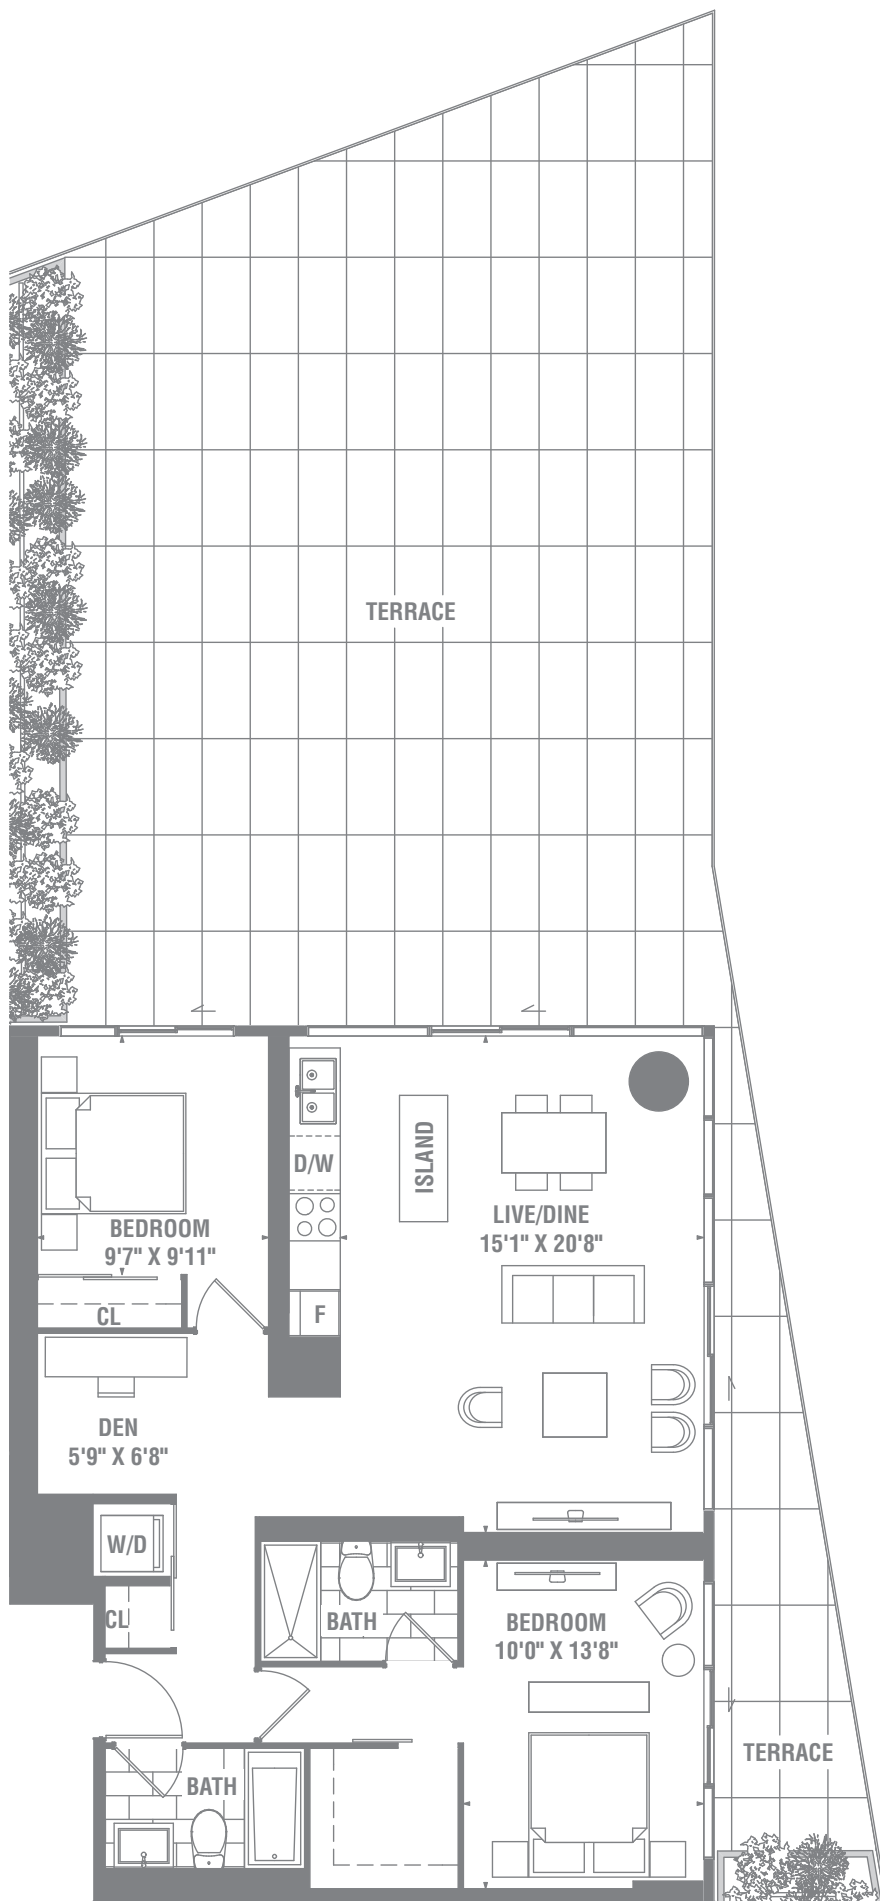 TERRACE
D/W
ISLAND
BEDROOM
9'7" X 9'11"
LIVE/DINE
15'1" X 20'8"
CL
F
DEN
5'9" X 6'8"
W/D
CL
BATH
BEDROOM
10'0" X 13'8"
TERRACE
BATH